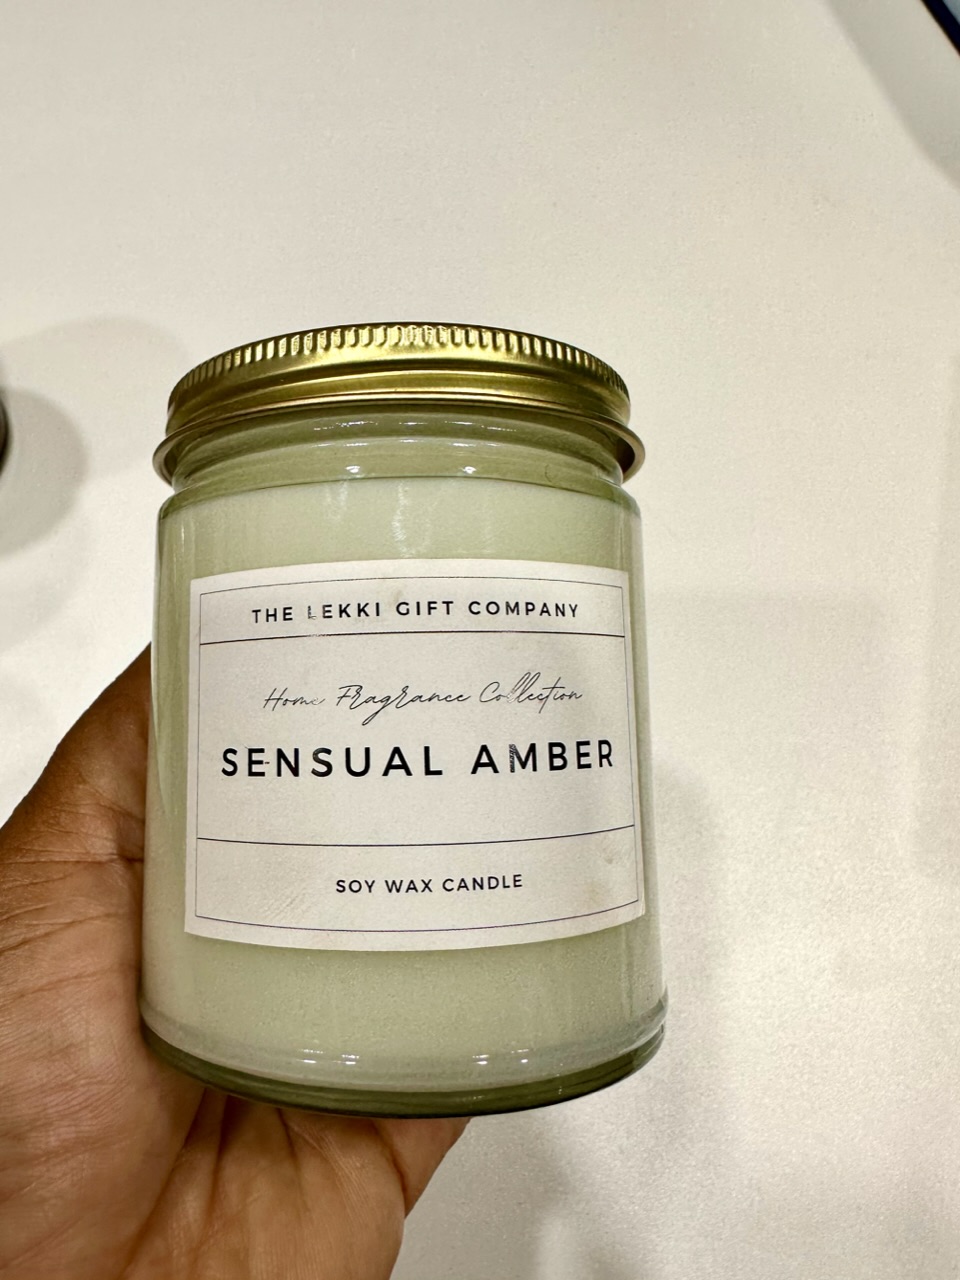 THE LEKKI GIFT COMPANY
Home Fragrance Collection
SENSUAL AMBER
SOY WAX CANDLE